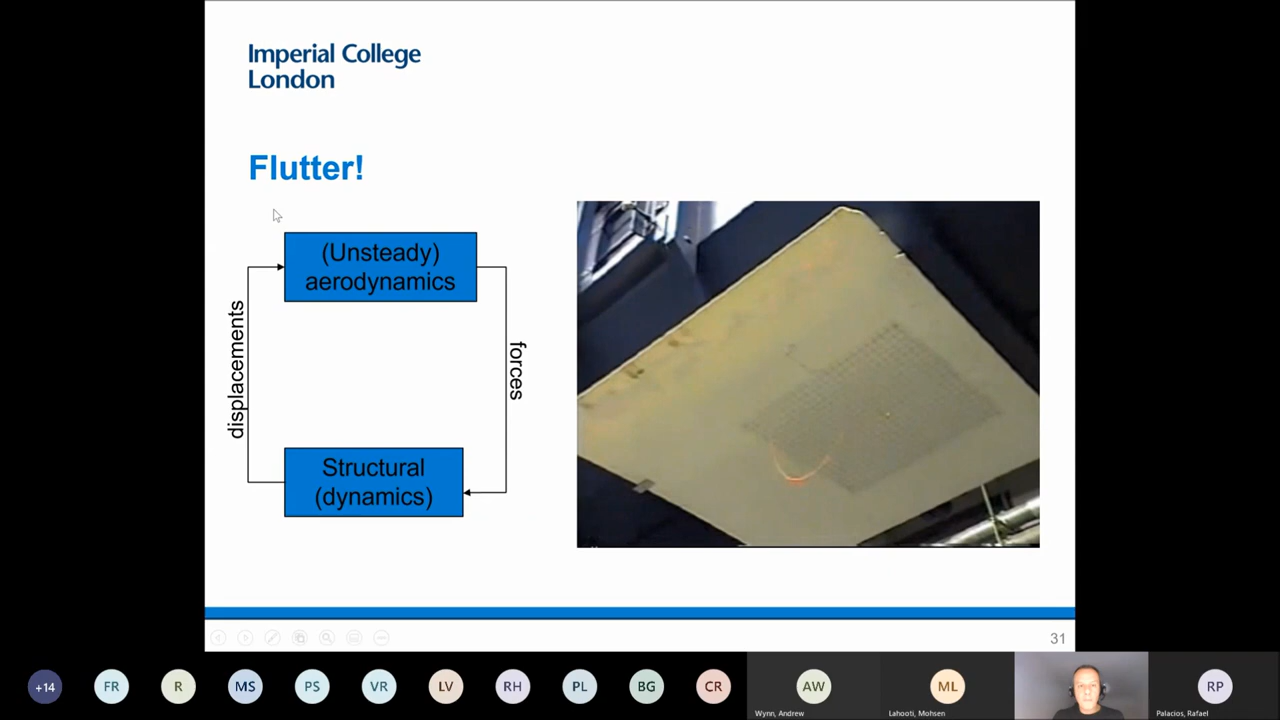 Imperial College
London
Flutter!
(Unsteady)
aerodynamics
displacements
forces
Structural
(dynamics)
31
+14
FR
R
MS
PS
VR
LV
RH
PL
BG
CR
AW
Wynn, Andrew
ML
Lahooti, Mohsen
RP
Palacios, Rafael